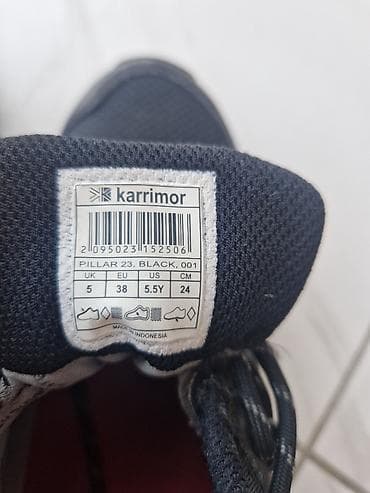 karrimor
2 095023 152506
PILLAR 23, BLACK, 001
UK EU US CM
5 38 5.5Y 24
MADE IN INDONESIA